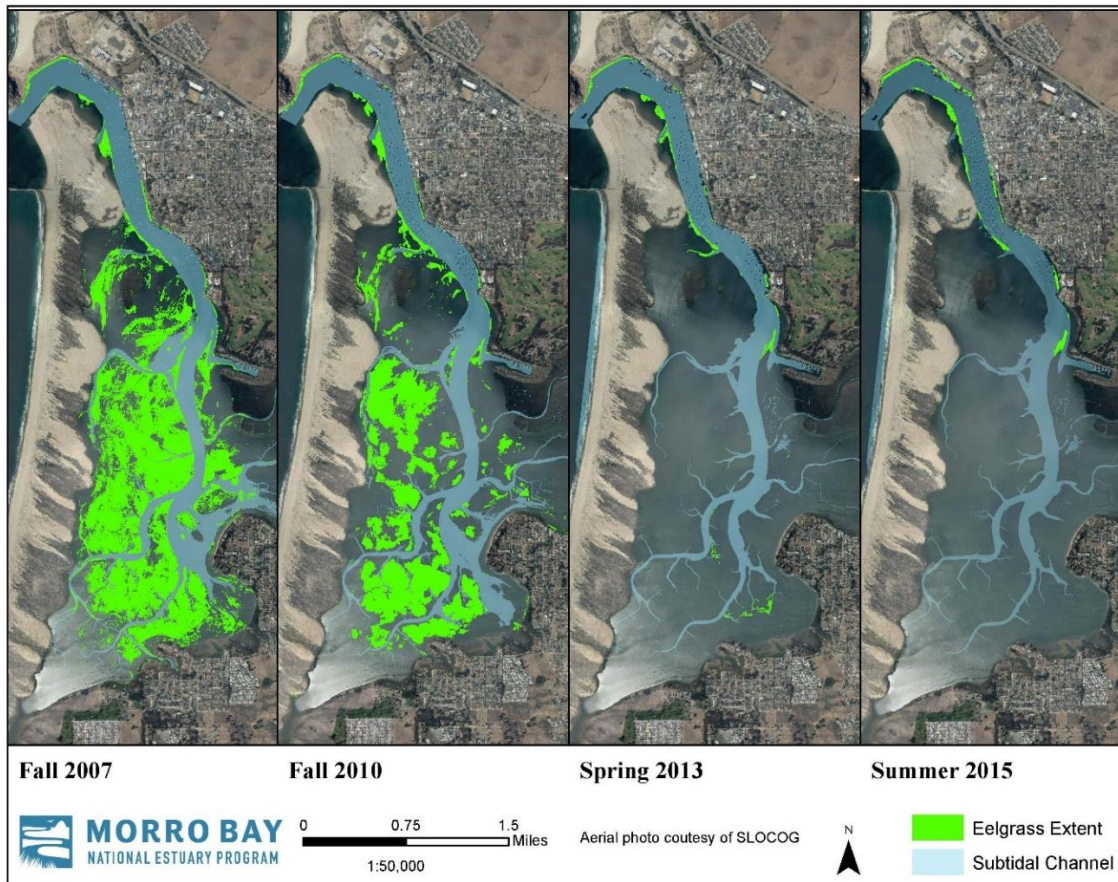 Fall 2007
Fall 2010
Spring 2013
Summer 2015
MORRO BAY
NATIONAL ESTUARY PROGRAM
0 0.75 1.5
Miles
1:50,000
Aerial photo coutesy of SLOCOG
N
Eelgrass Extent
Subtidal Channel